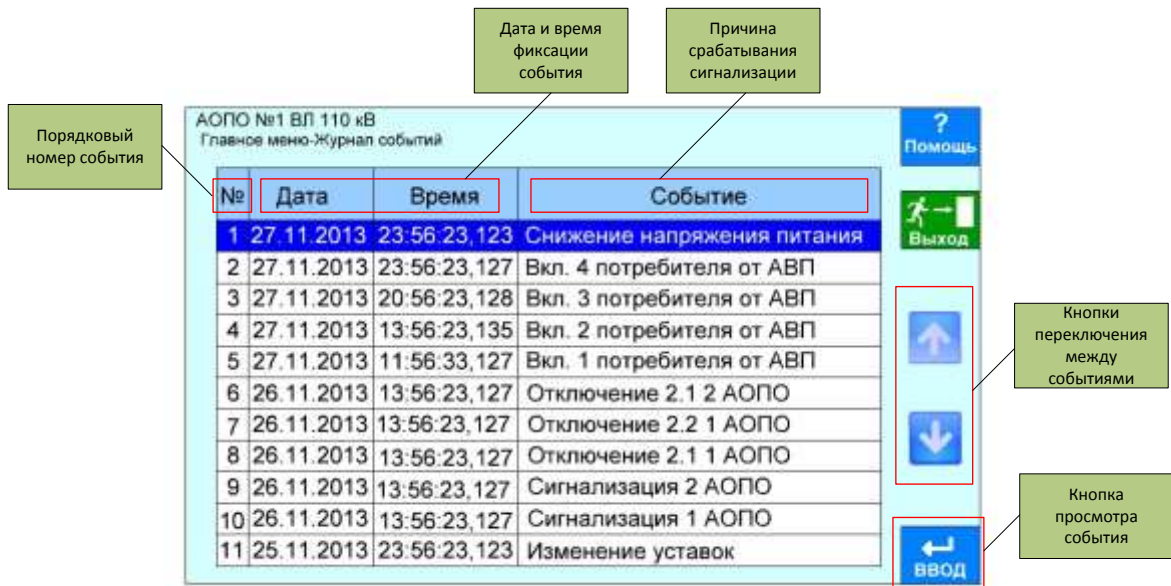 Дата и время
фиксации
события
Причина
срабатывания
сигнализации
Порядковый
номер события
АОПО №1 ВЛ 110 кВ
Главное меню-Журнал событий
?
Помощь
№ Дата Время Событие
Выход
1 27.11.2013 23:56:23,123 Снижение напряжения питания
2 27.11.2013 23:56:23,127 Вкл. 4 потребителя от АВП
3 27.11.2013 20:56:23,128 Вкл. 3 потребителя от АВП
4 27.11.2013 13:56:23,135 Вкл. 2 потребителя от АВП
5 27.11.2013 11:56:33,127 Вкл. 1 потребителя от АВП
6 26.11.2013 13:56:23,127 Отключение 2.1 2 АОПО
7 26.11.2013 13:56:23,127 Отключение 2.2 1 АОПО
8 26.11.2013 13:56:23,127 Отключение 2.1 1 АОПО
9 26.11.2013 13:56:23,127 Сигнализация 2 АОПО
10 26.11.2013 13:56:23,127 Сигнализация 1 АОПО
11 25.11.2013 23:56:23,123 Изменение уставок
Кнопки
переключения
между
событиями
Кнопка
просмотра
события
ВВОД